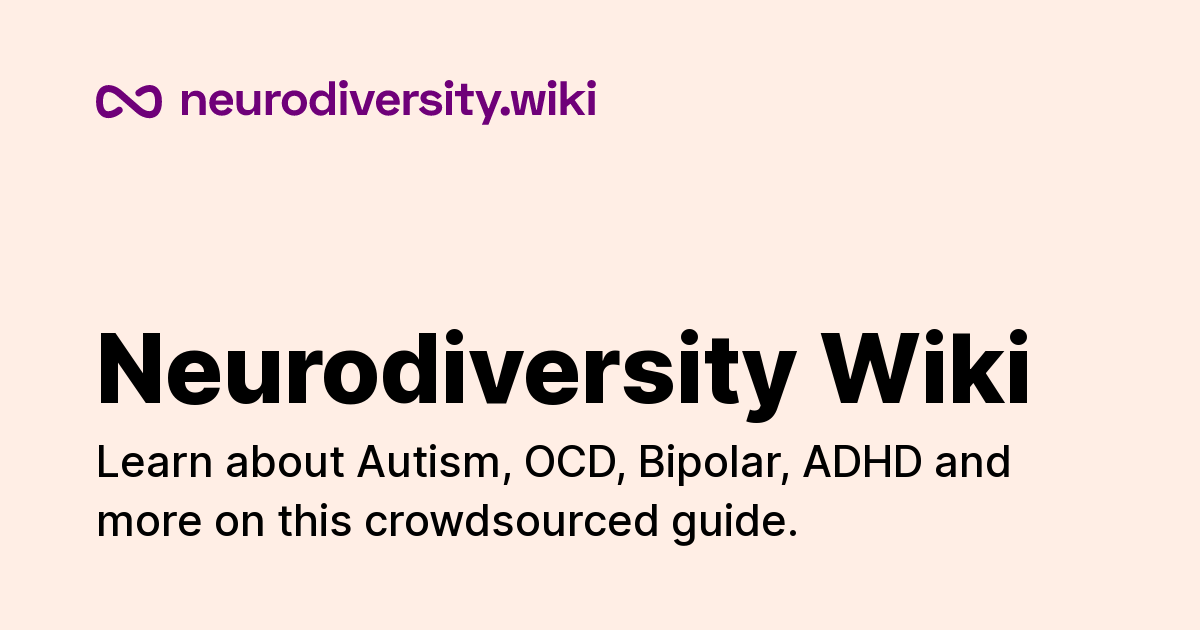 neurodiversity.wiki
Neurodiversity Wiki
Learn about Autism, OCD, Bipolar, ADHD and
more on this crowdsourced guide.